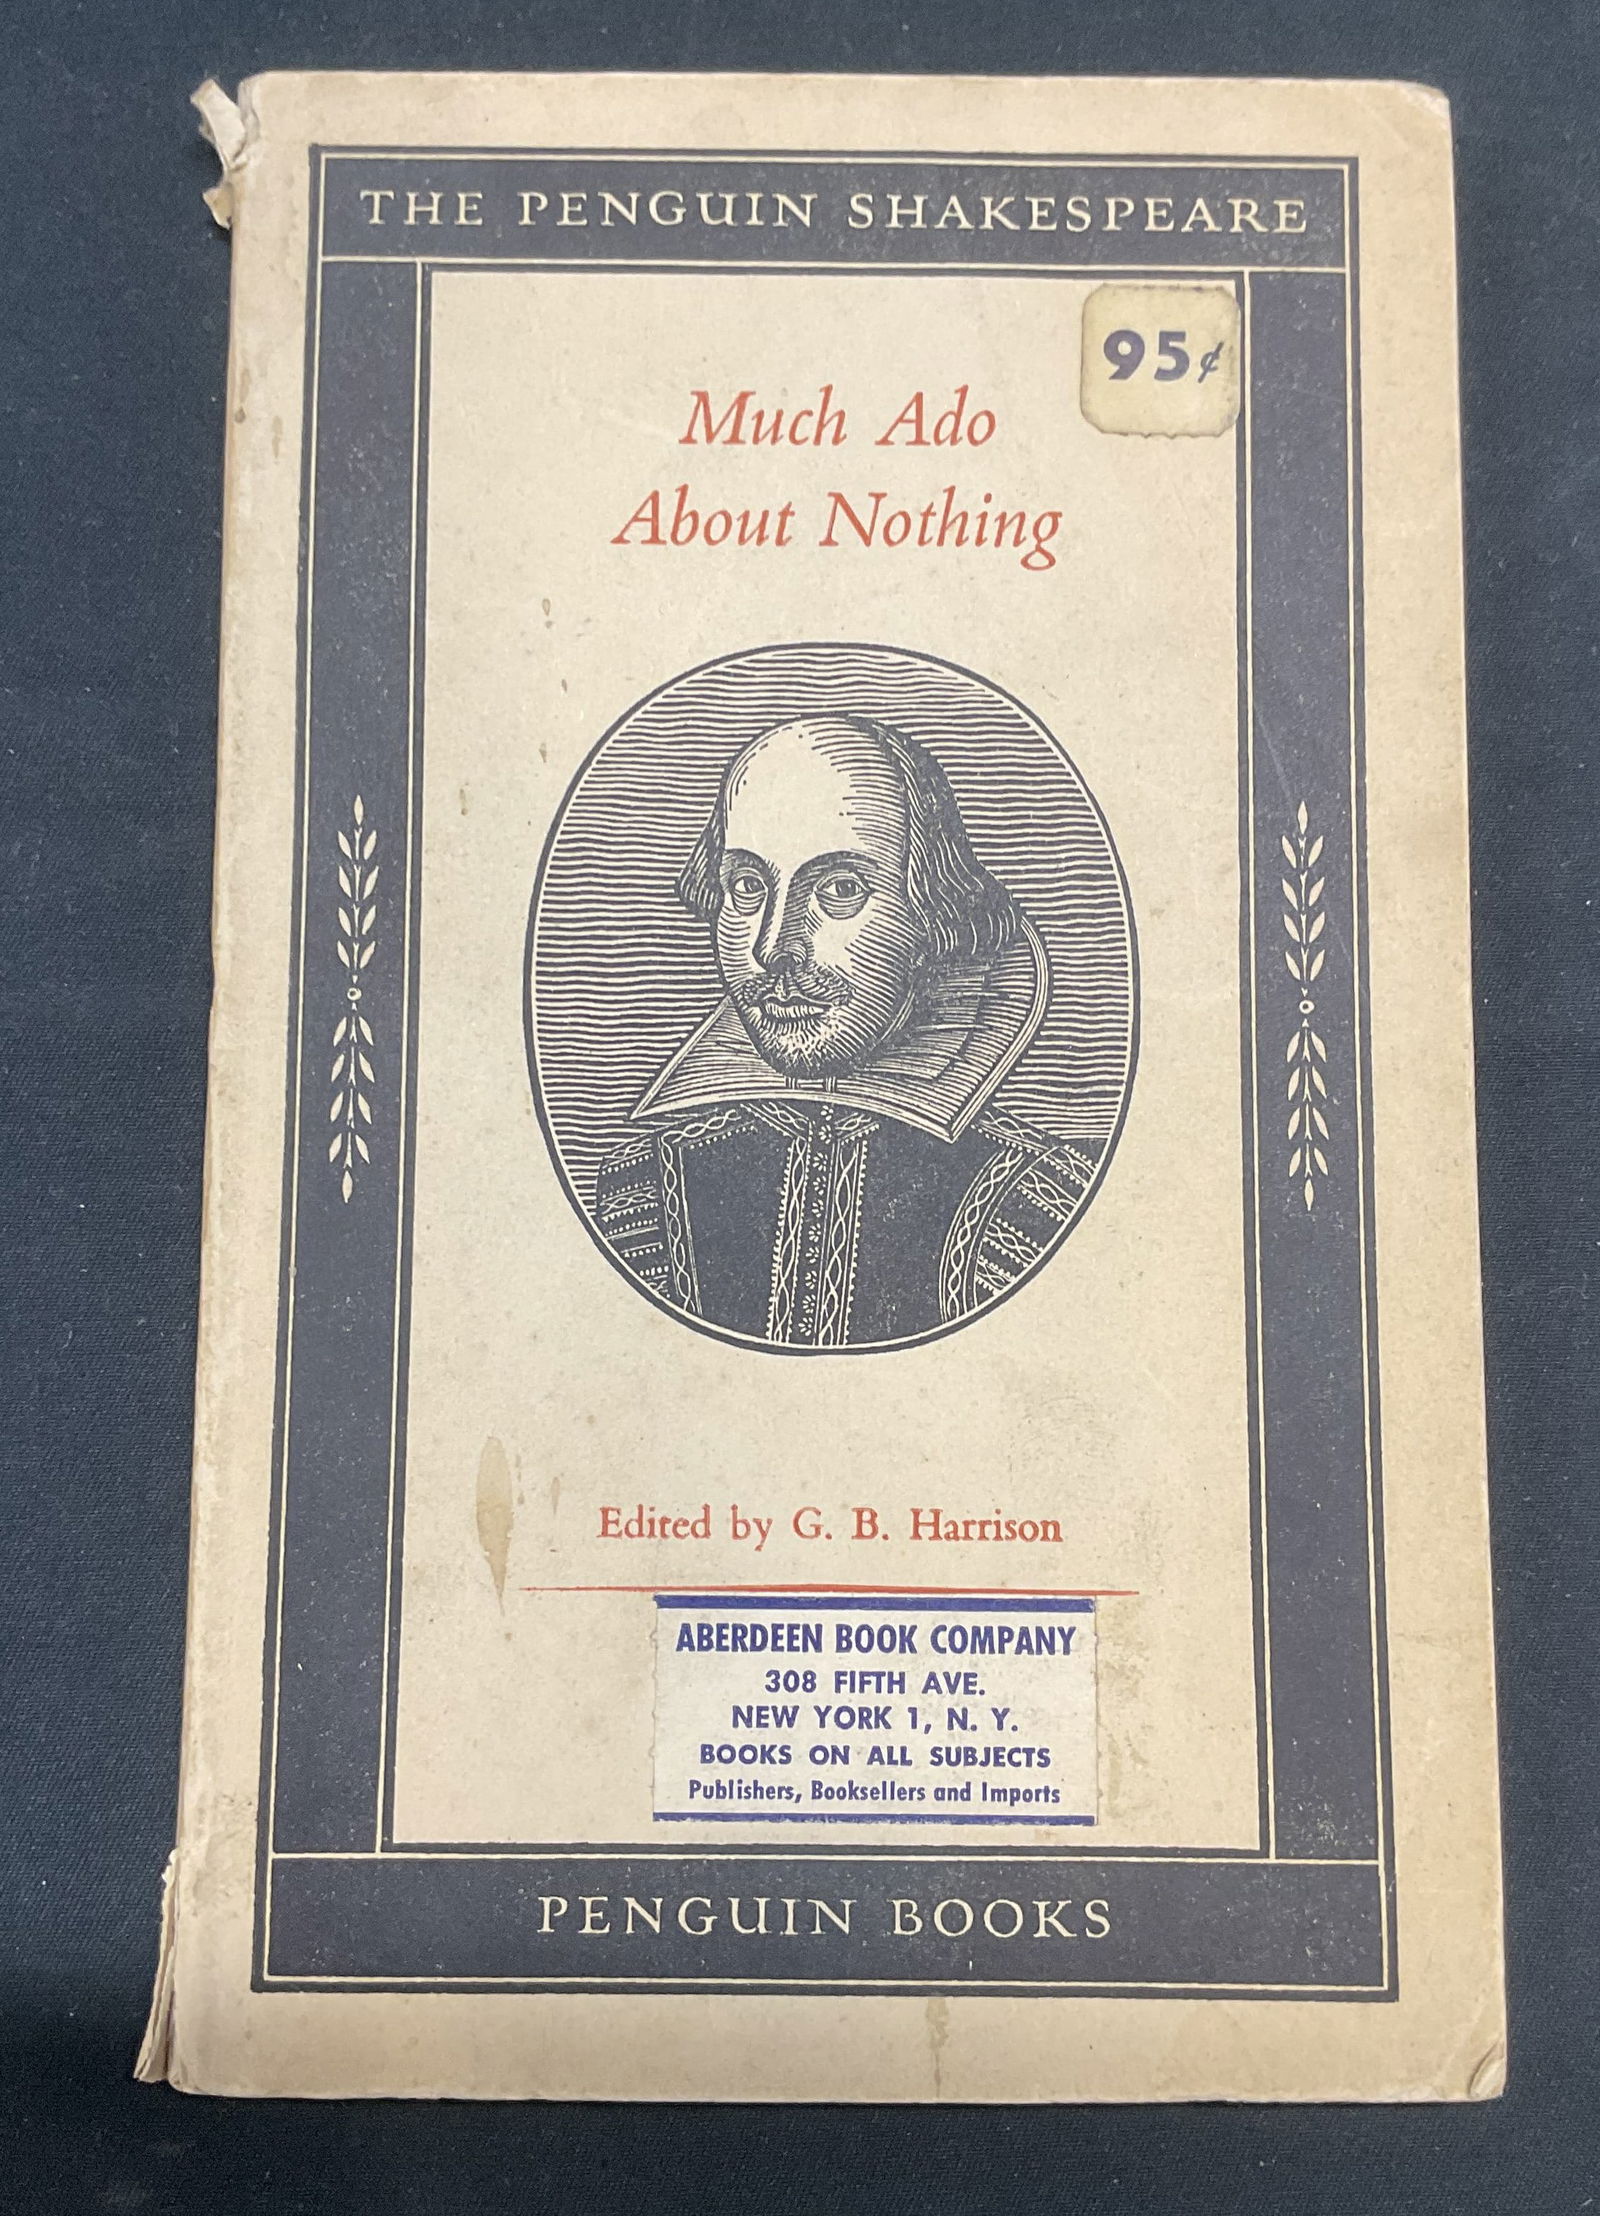 THE PENGUIN SHAKESPEARE
95¢
Much Ado
About Nothing
Edited by G. B. Harrison
ABERDEEN BOOK COMPANY
308 FIFTH AVE.
NEW YORK 1, N. Y.
BOOKS ON ALL SUBJECTS
Publishers, Booksellers and Imports
PENGUIN BOOKS